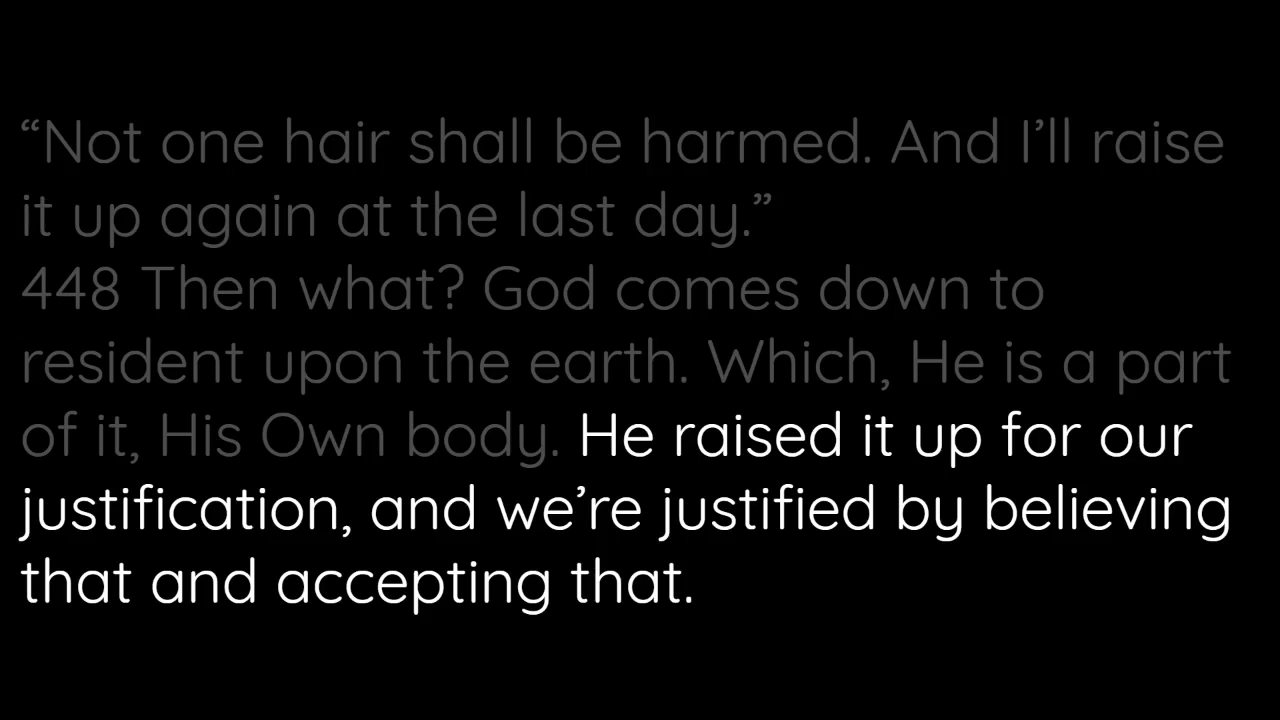 “Not one hair shall be harmed. And I’ll raise
it up again at the last day.”
448 Then what? God comes down to
resident upon the earth. Which, He is a part
of it, His Own body. He raised it up for our
justification, and we’re justified by believing
that and accepting that.